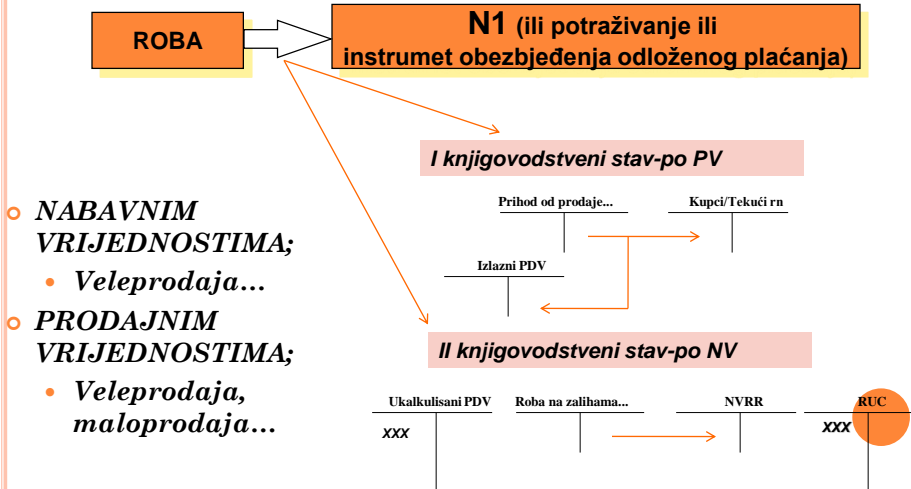 ROBA
N1 (ili potraživanje ili
instrumet obezbjeđenja odloženog plaćanja)
I knjigovodstveni stav-po PV
Prihod od prodaje...
Kupci/Tekući rn
Izlazni PDV
NABAVNIM
VRIJEDNOSTIMA;
Veleprodaja...
PRODAJNIM
VRIJEDNOSTIMA;
Veleprodaja,
maloprodaja...
II knjigovodstveni stav-po NV
Ukalkulisani PDV
Roba na zalihama...
NVRR
RUC
xxx
xxx